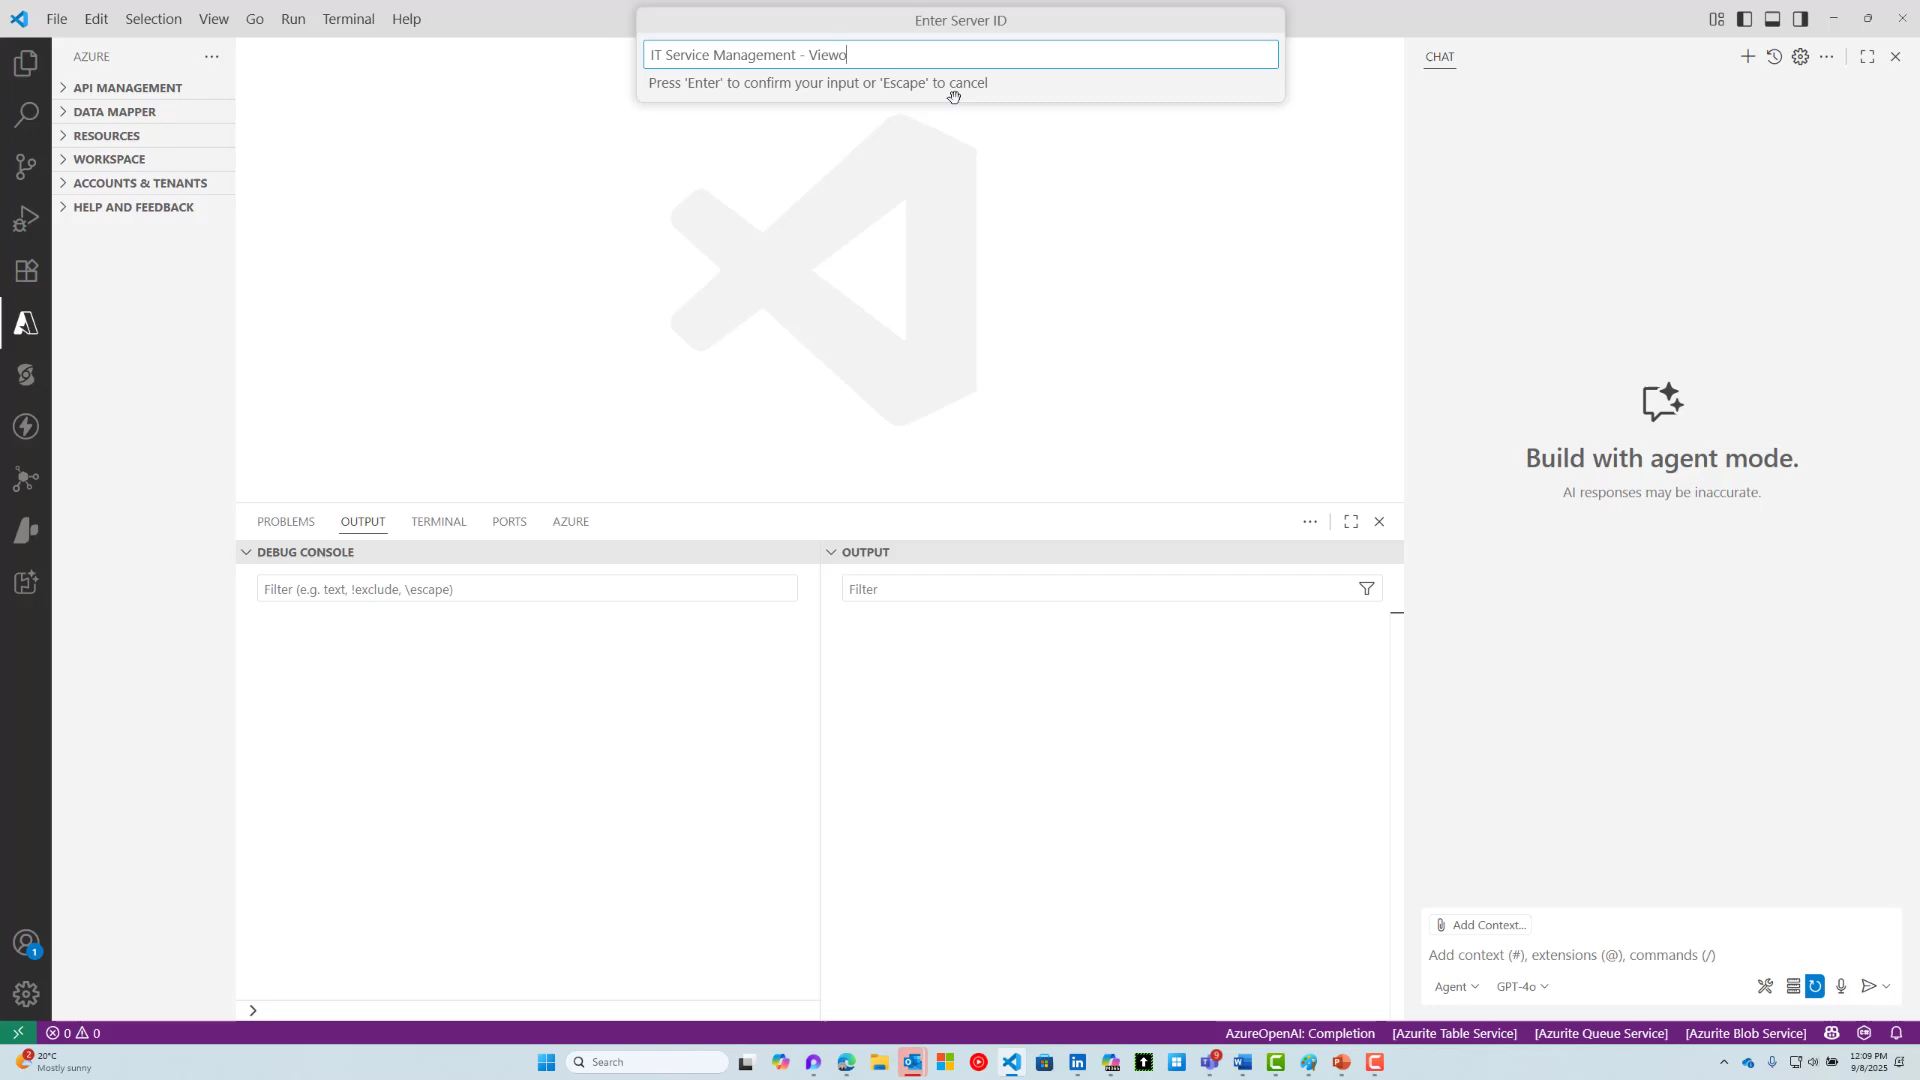 File Edit Selection View Go Run Terminal Help
Enter Server ID
IT Service Management - Viewo
Press 'Enter' to confirm your input or 'Escape' to cancel
AZURE
API MANAGEMENT
DATA MAPPER
RESOURCES
WORKSPACE
ACCOUNTS & TENANTS
HELP AND FEEDBACK
CHAT
Build with agent mode.
AI responses may be inaccurate.
PROBLEMS OUTPUT TERMINAL PORTS AZURE
DEBUG CONSOLE
Filter (e.g. text, !exclude, \escape)
OUTPUT
Filter
Add Context...
Add context (#), extensions (@), commands (/)
Agent GPT-4o
1
0 0
AzureOpenAI: Completion [Azurite Table Service] [Azurite Queue Service] [Azurite Blob Service]
2
20°C
Mostly sunny
Search
9
12:09 PM
9/8/2025